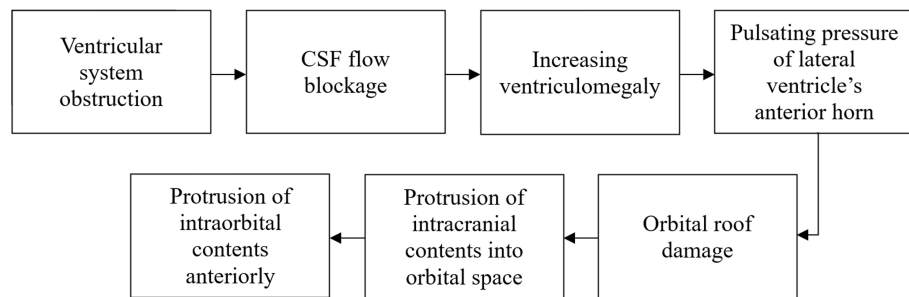 Ventricular
system
obstruction
CSF flow
blockage
Increasing
ventriculomegaly
Pulsating pressure
of lateral
ventricle's
anterior horn
Orbital roof
damage
Protrusion of
intracranial
contents into
orbital space
Protrusion of
intraorbital
contents
anteriorly